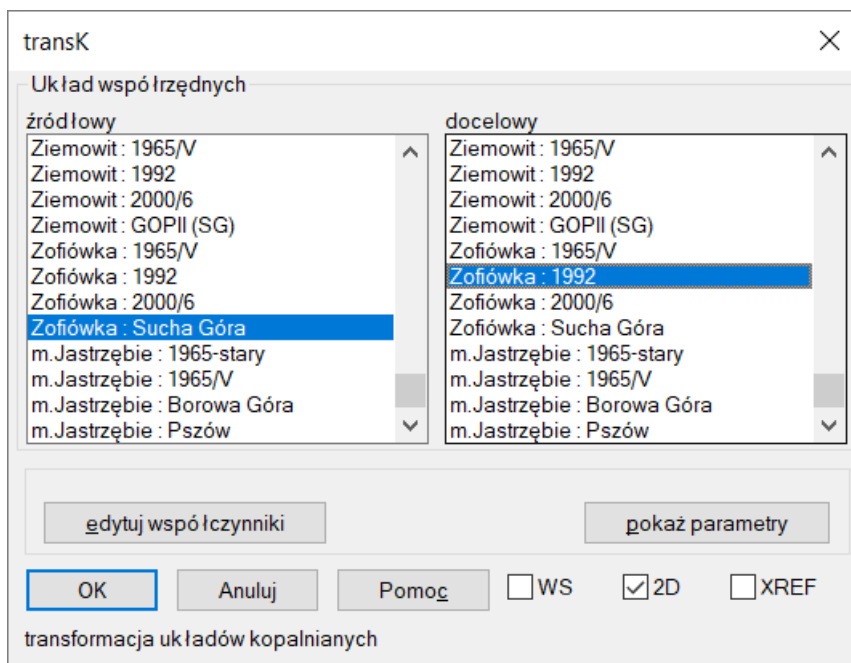 transK
Układ współrzędnych
źródłowy
Ziemowit : 1965/V
Ziemowit : 1992
Ziemowit : 2000/6
Ziemowit : GOPII (SG)
Zofiówka : 1965/V
Zofiówka : 1992
Zofiówka : 2000/6
Zofiówka : Sucha Góra
m.Jastrzębie : 1965-stary
m.Jastrzębie : 1965/V
m.Jastrzębie : Borowa Góra
m.Jastrzębie : Pszów
docelowy
Ziemowit : 1965/V
Ziemowit : 1992
Ziemowit : 2000/6
Ziemowit : GOPII (SG)
Zofiówka : 1965/V
Zofiówka : 1992
Zofiówka : 2000/6
Zofiówka : Sucha Góra
m.Jastrzębie : 1965-stary
m.Jastrzębie : 1965/V
m.Jastrzębie : Borowa Góra
m.Jastrzębie : Pszów
edytuj współczynniki
pokaż parametry
OK
Anuluj
Pomoc
WS
2D
XREF
transformacja układów kopalnianych